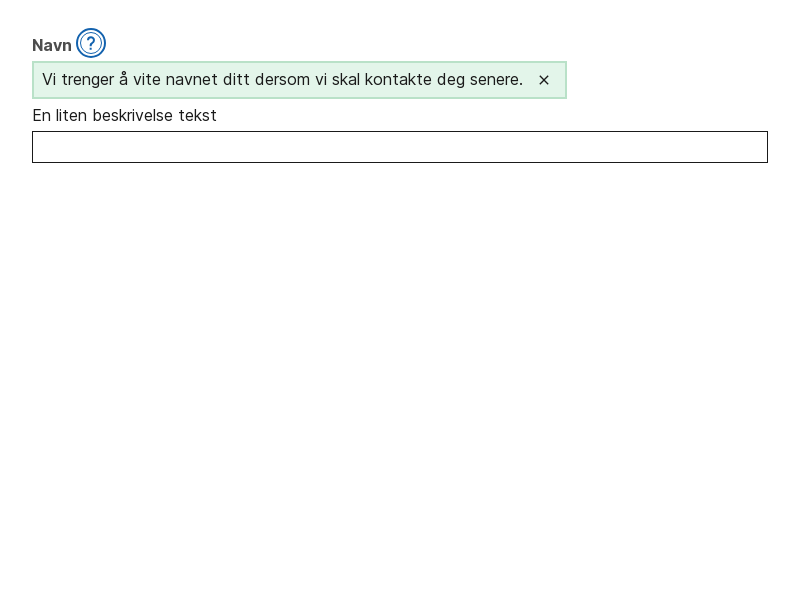 Navn ?
Vi trenger å vite navnet ditt dersom vi skal kontakte deg senere. ×
En liten beskrivelse tekst